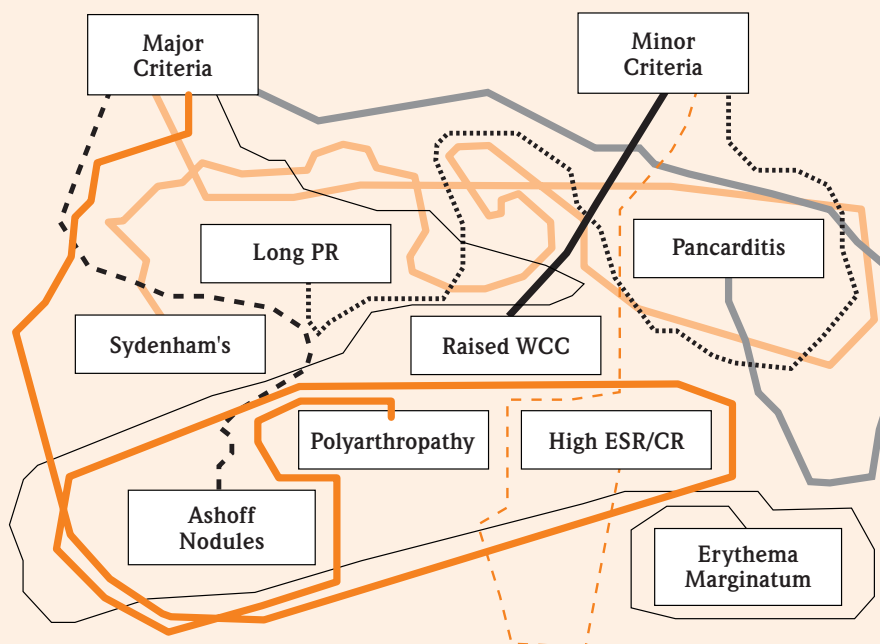 Major
Criteria
Minor
Criteria
Long PR
Pancarditis
Sydenham's
Raised WCC
Polyarthropathy
High ESR/CR
Ashoff
Nodules
Erythema
Marginatum